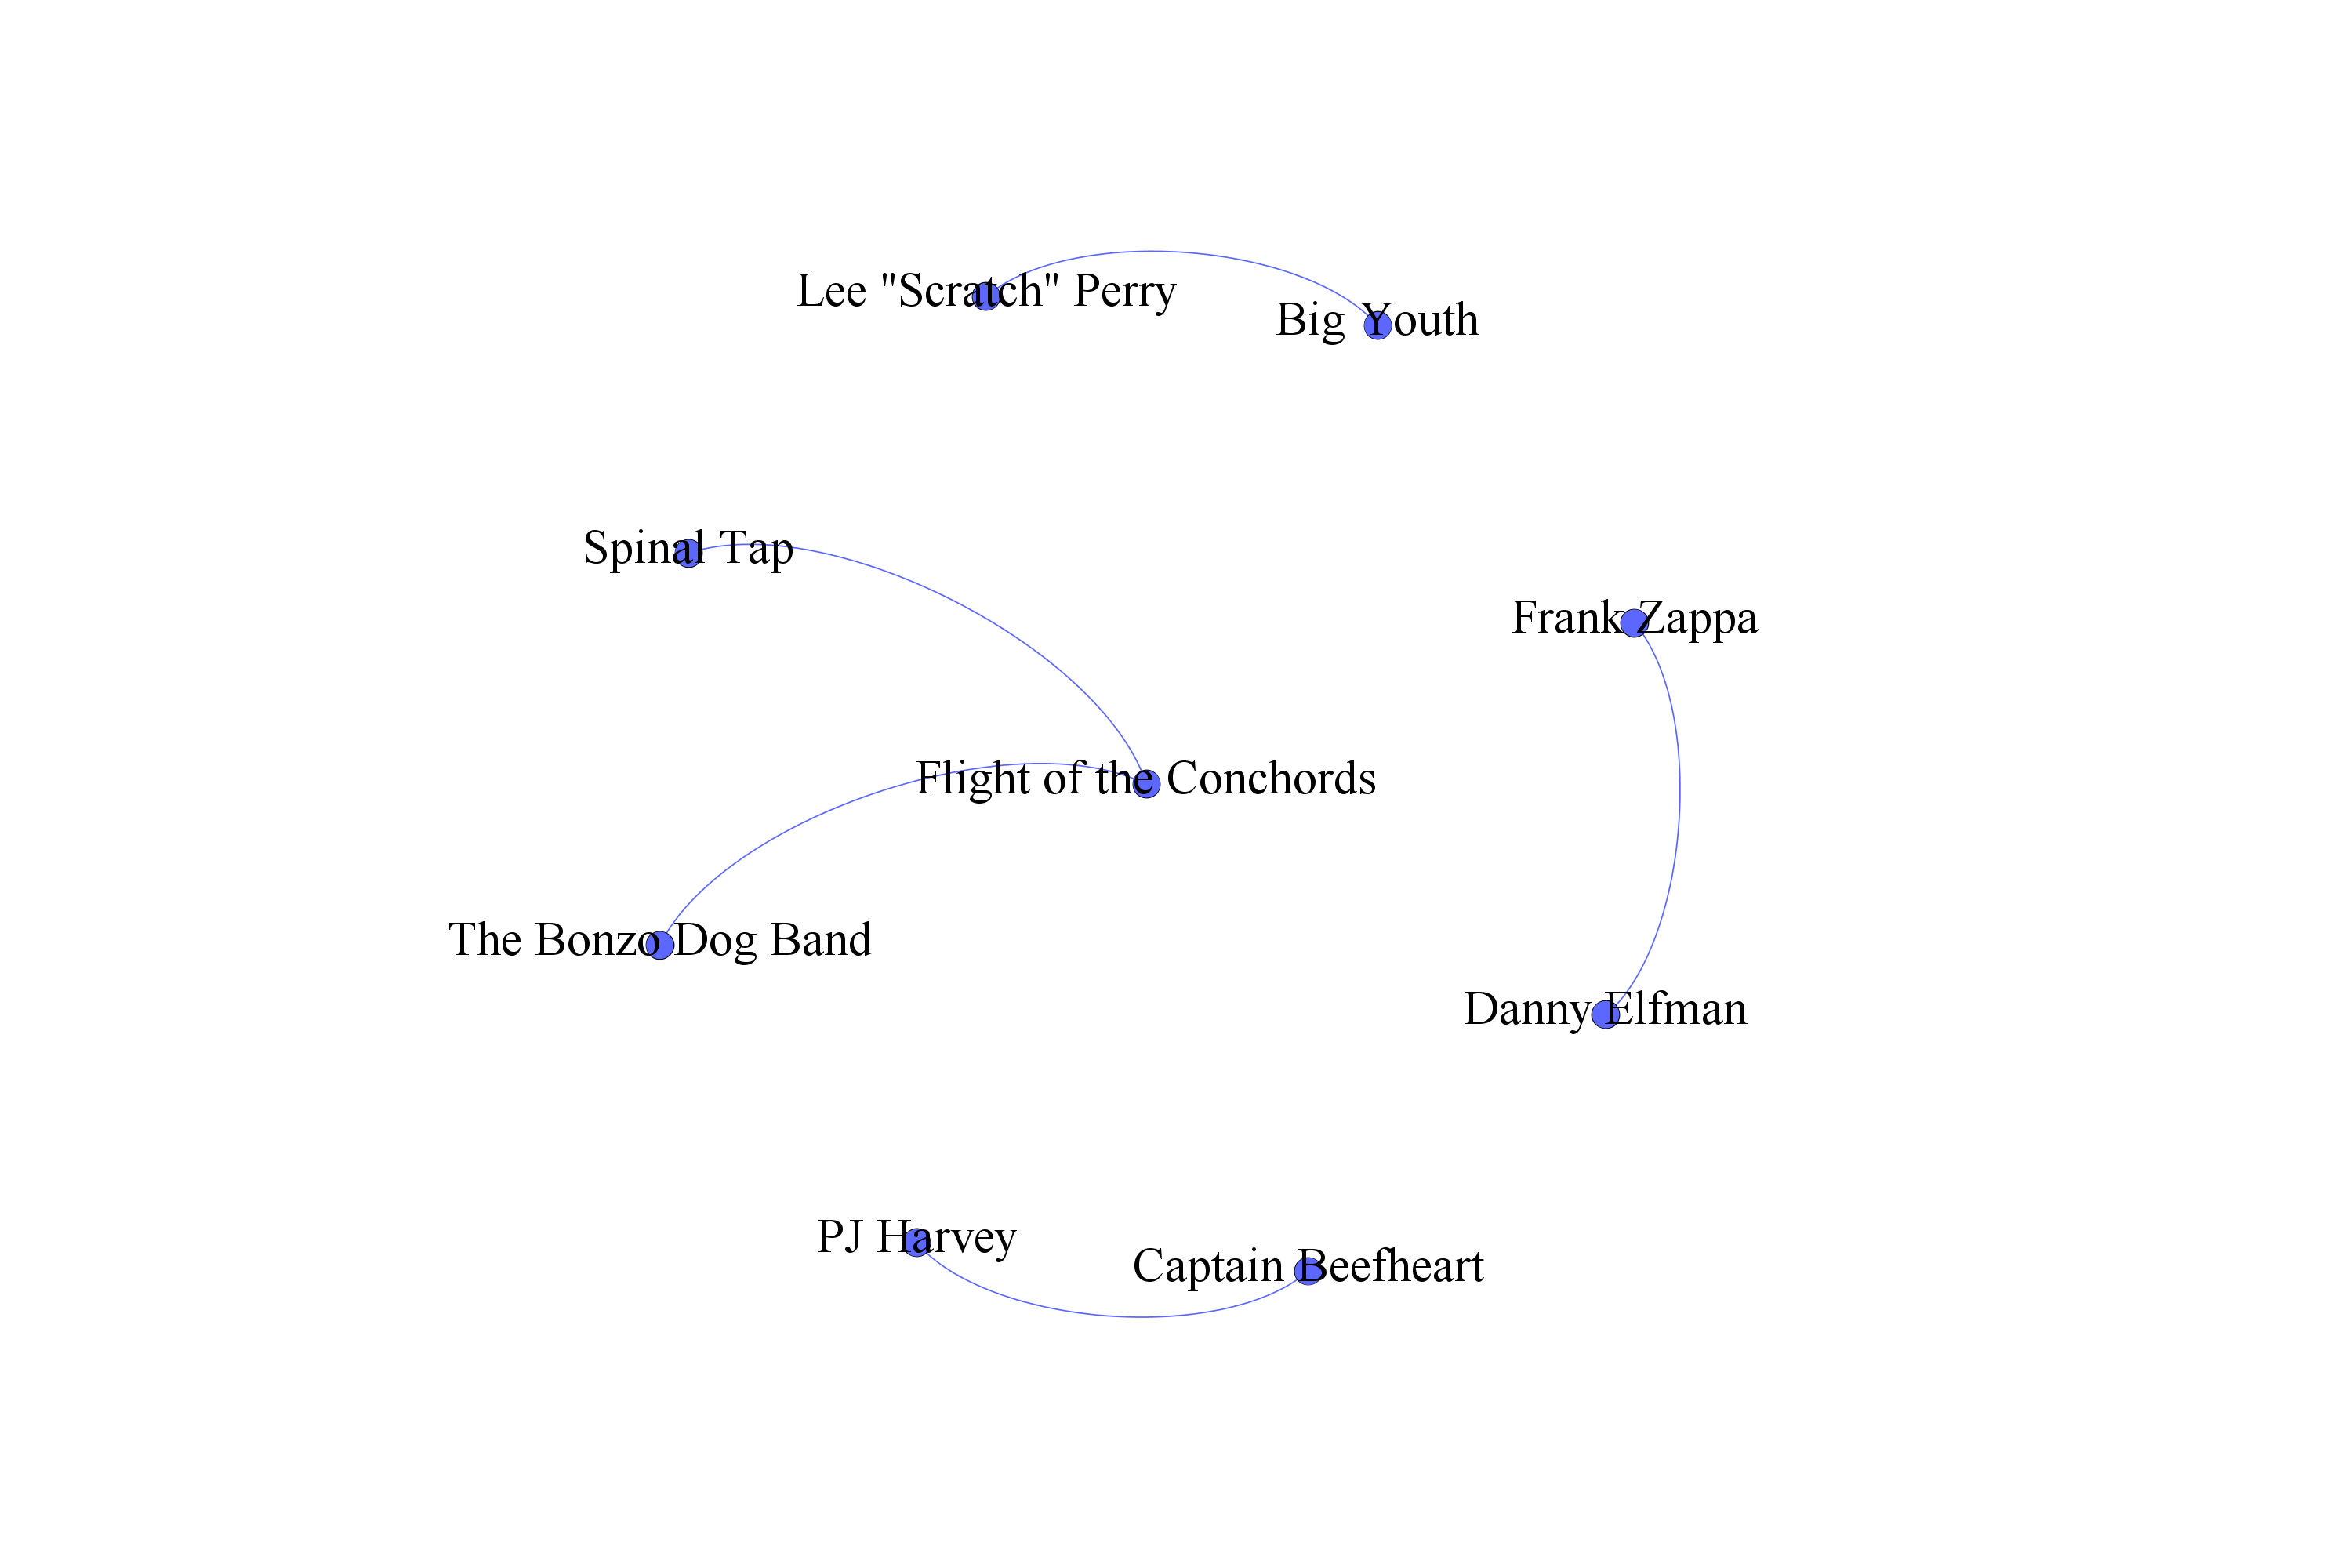 Lee "Scratch" Perry
Big Youth
Spinal Tap
Frank Zappa
Flight of the Conchords
The Bonzo Dog Band
Danny Elfman
PJ Harvey
Captain Beefheart